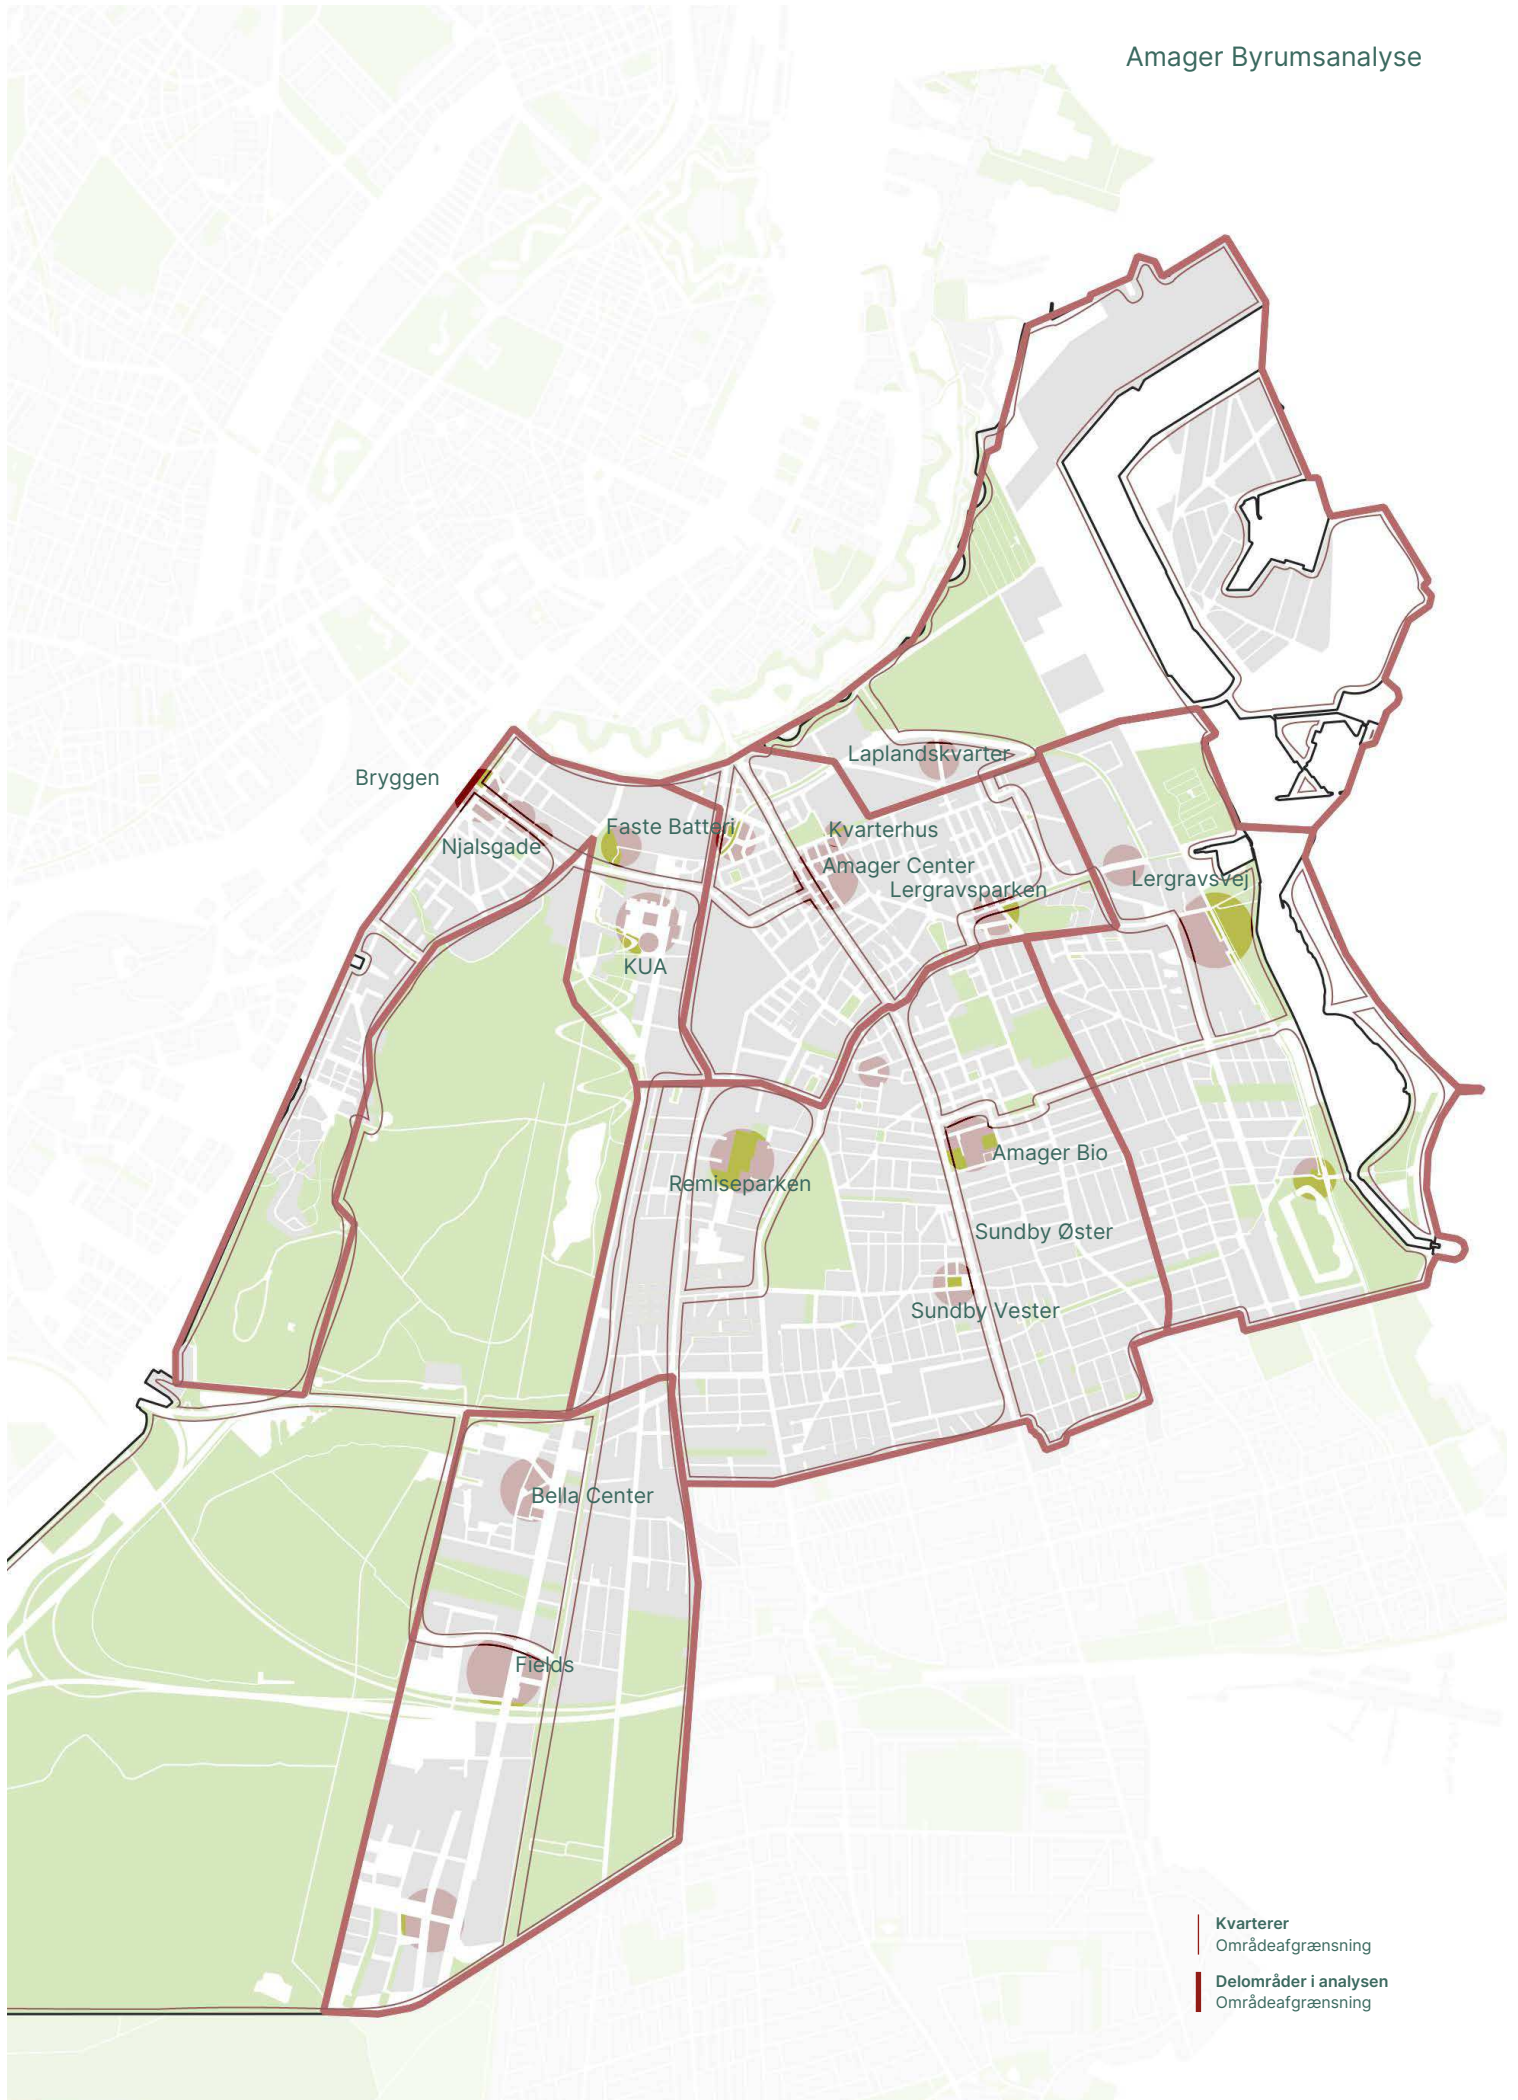 Amager Byrumsanalyse
Laplandskvarter
Bryggen
Faste Batteri
Kvarterhus
Njalsgade
Amager Center
Lergravsvej
Lergravsparken
KUA
Amager Bio
Remiseparken
Sundby Øster
Sundby Vester
Bella Center
Fields
Kvarterer
Områdeafgrænsning
Delområder i analysen
Områdeafgrænsning